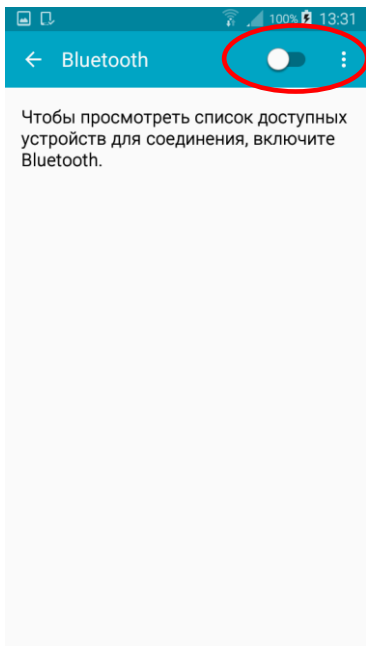 100% 13:31
Bluetooth
Чтобы просмотреть список доступных
устройств для соединения, включите
Bluetooth.